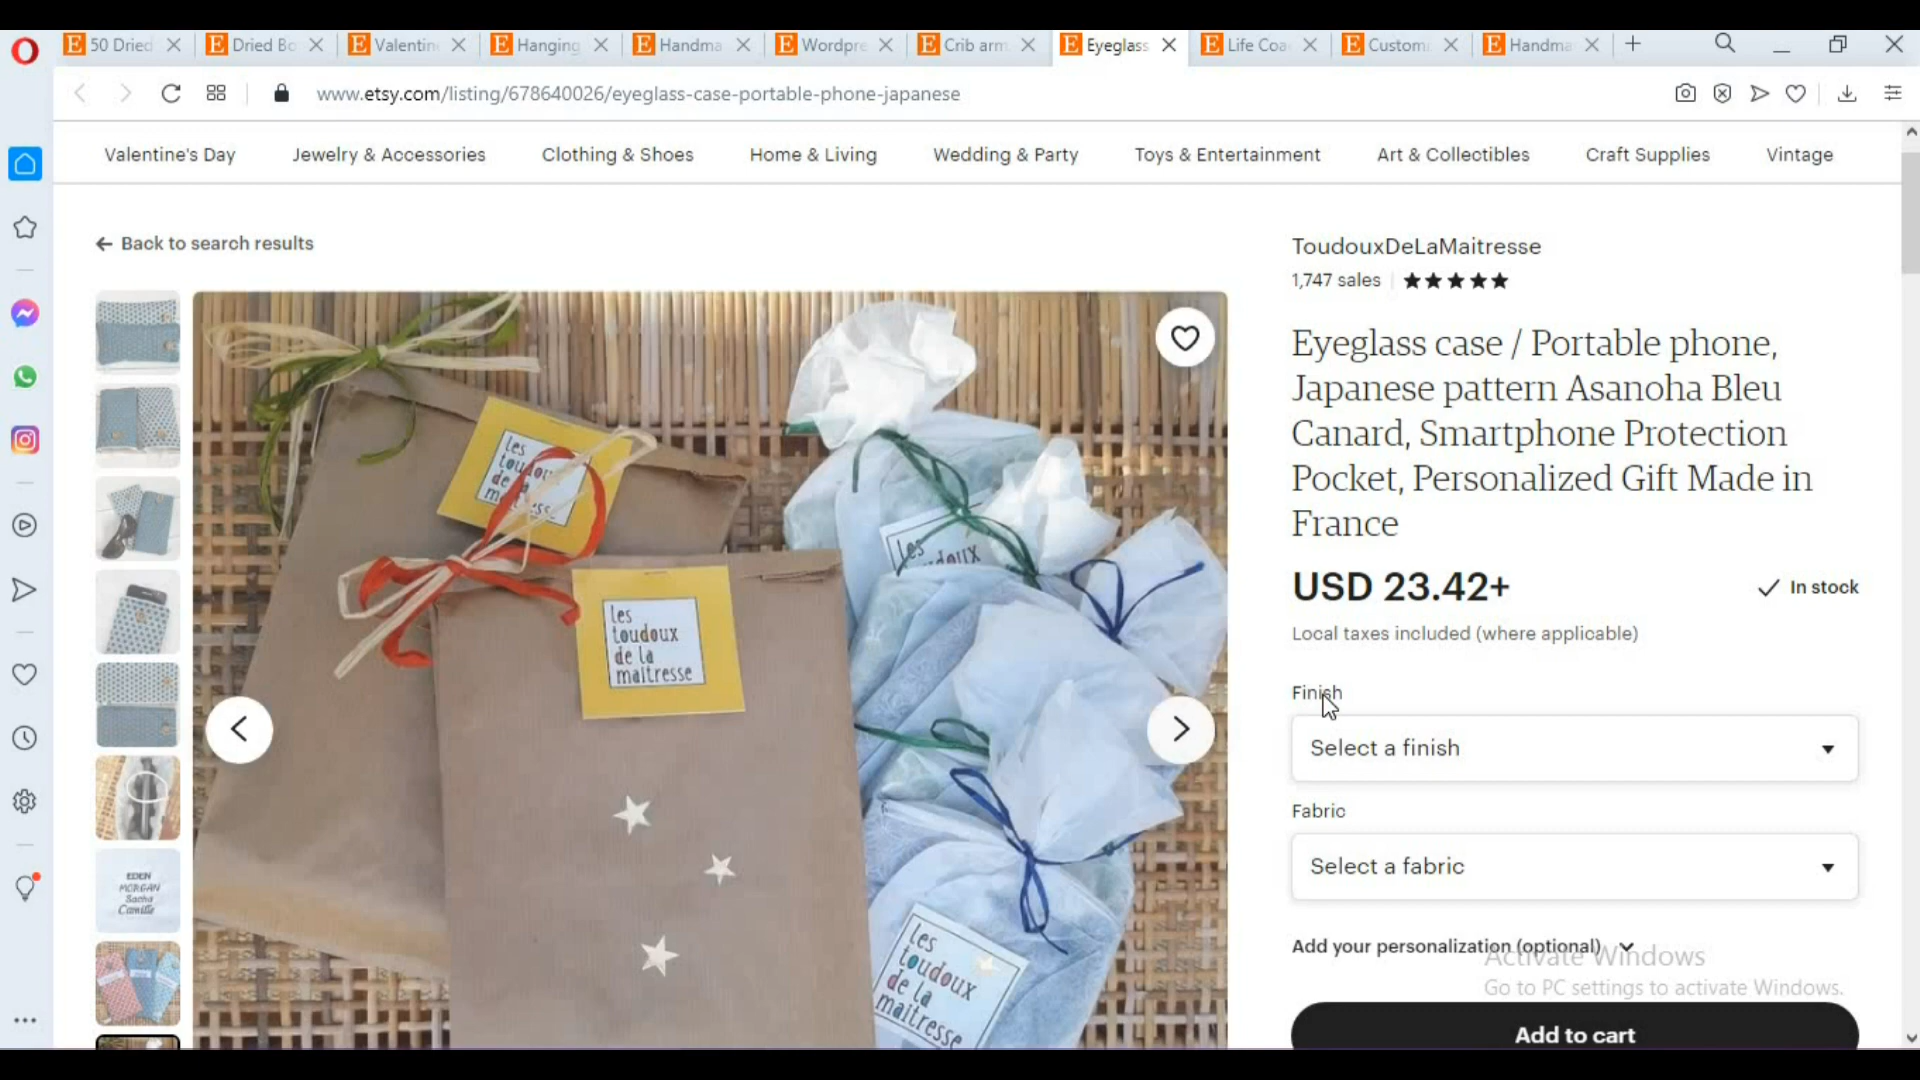 50 Dried
Dried Bo
Valentin
Hanging
Handma
Wordpre
Crib arm
Eyeglass
Life Coa
Custom
Handma
www.etsy.com/listing/678640026/eyeglass-case-portable-phone-japanese
Valentine's Day
Jewelry & Accessories
Clothing & Shoes
Home & Living
Wedding & Party
Toys & Entertainment
Art & Collectibles
Craft Supplies
Vintage
Back to search results
ToudouxDeLaMaitresse
1,747 sales
Eyeglass case / Portable phone,
Japanese pattern Asanoha Bleu
Canard, Smartphone Protection
Pocket, Personalized Gift Made in
France
USD 23.42+
In stock
Local taxes included (where applicable)
Finish
Select a finish
Fabric
Select a fabric
Add your personalization (optional)
Activate Windows
Go to PC settings to activate Windows.
Add to cart
les
toudoux
de la
maitresse
les
toudoux
de la
maitresse
EDEN
MORGAN
Sacha
Camille